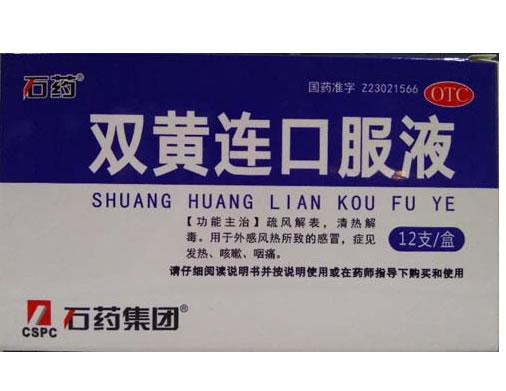 石药®
国药准字 Z23021566
OTC
双黄连口服液
SHUANG HUANG LIAN KOU FU YE
【功能主治】疏风解表，清热解
毒。用于外感风热所致的感冒，症见
发热、咳嗽、咽痛。
12支/盒
请仔细阅读说明书并按说明使用或在药师指导下购买和使用
CSPC
石药集团®